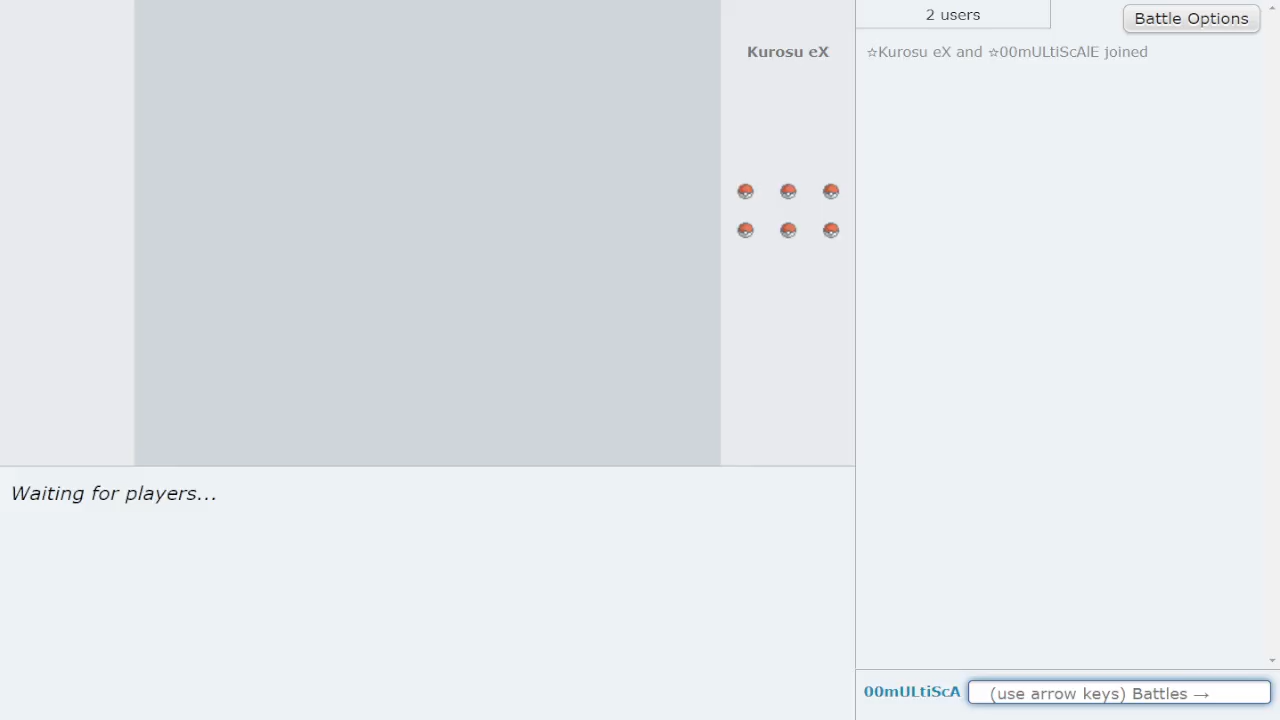 2 users
Battle Options
Kurosu eX
☆Kurosu eX and ☆00mULtiScAlE joined
Waiting for players...
00mULtiScA
(use arrow keys) Battles →